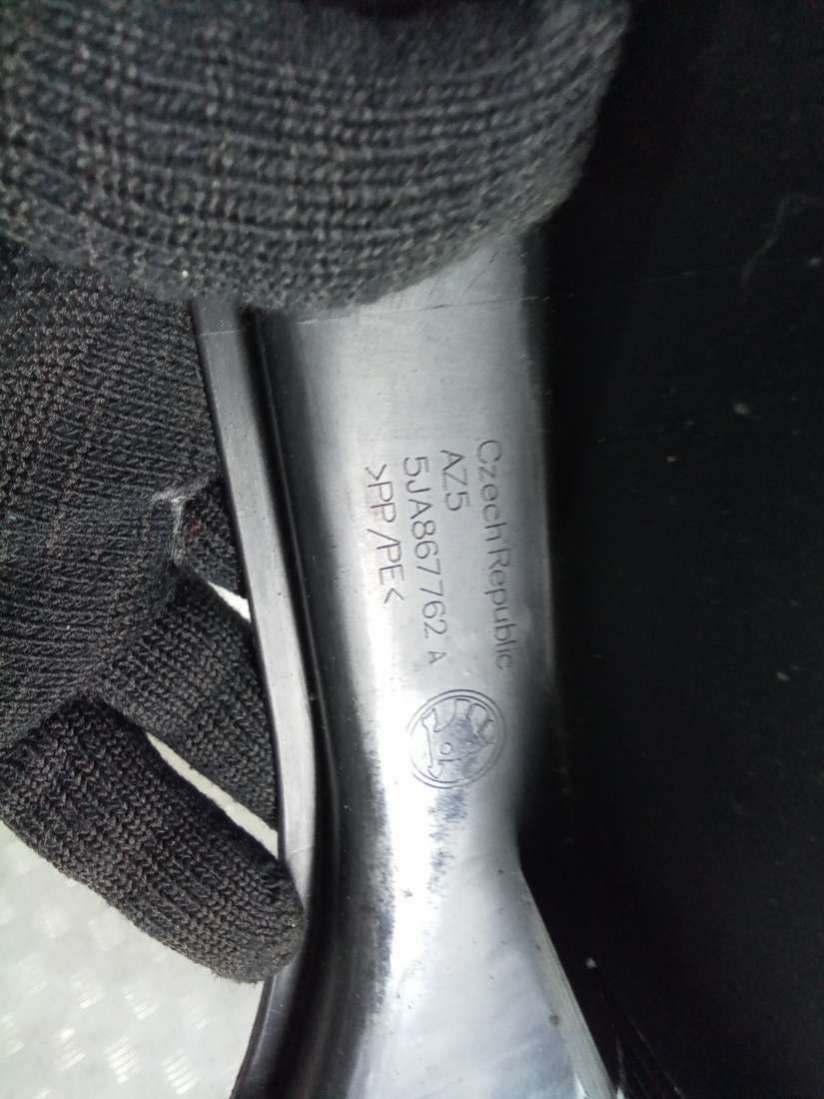 Czech Republic
AZ5
5JA867762 A
>PP/PE<